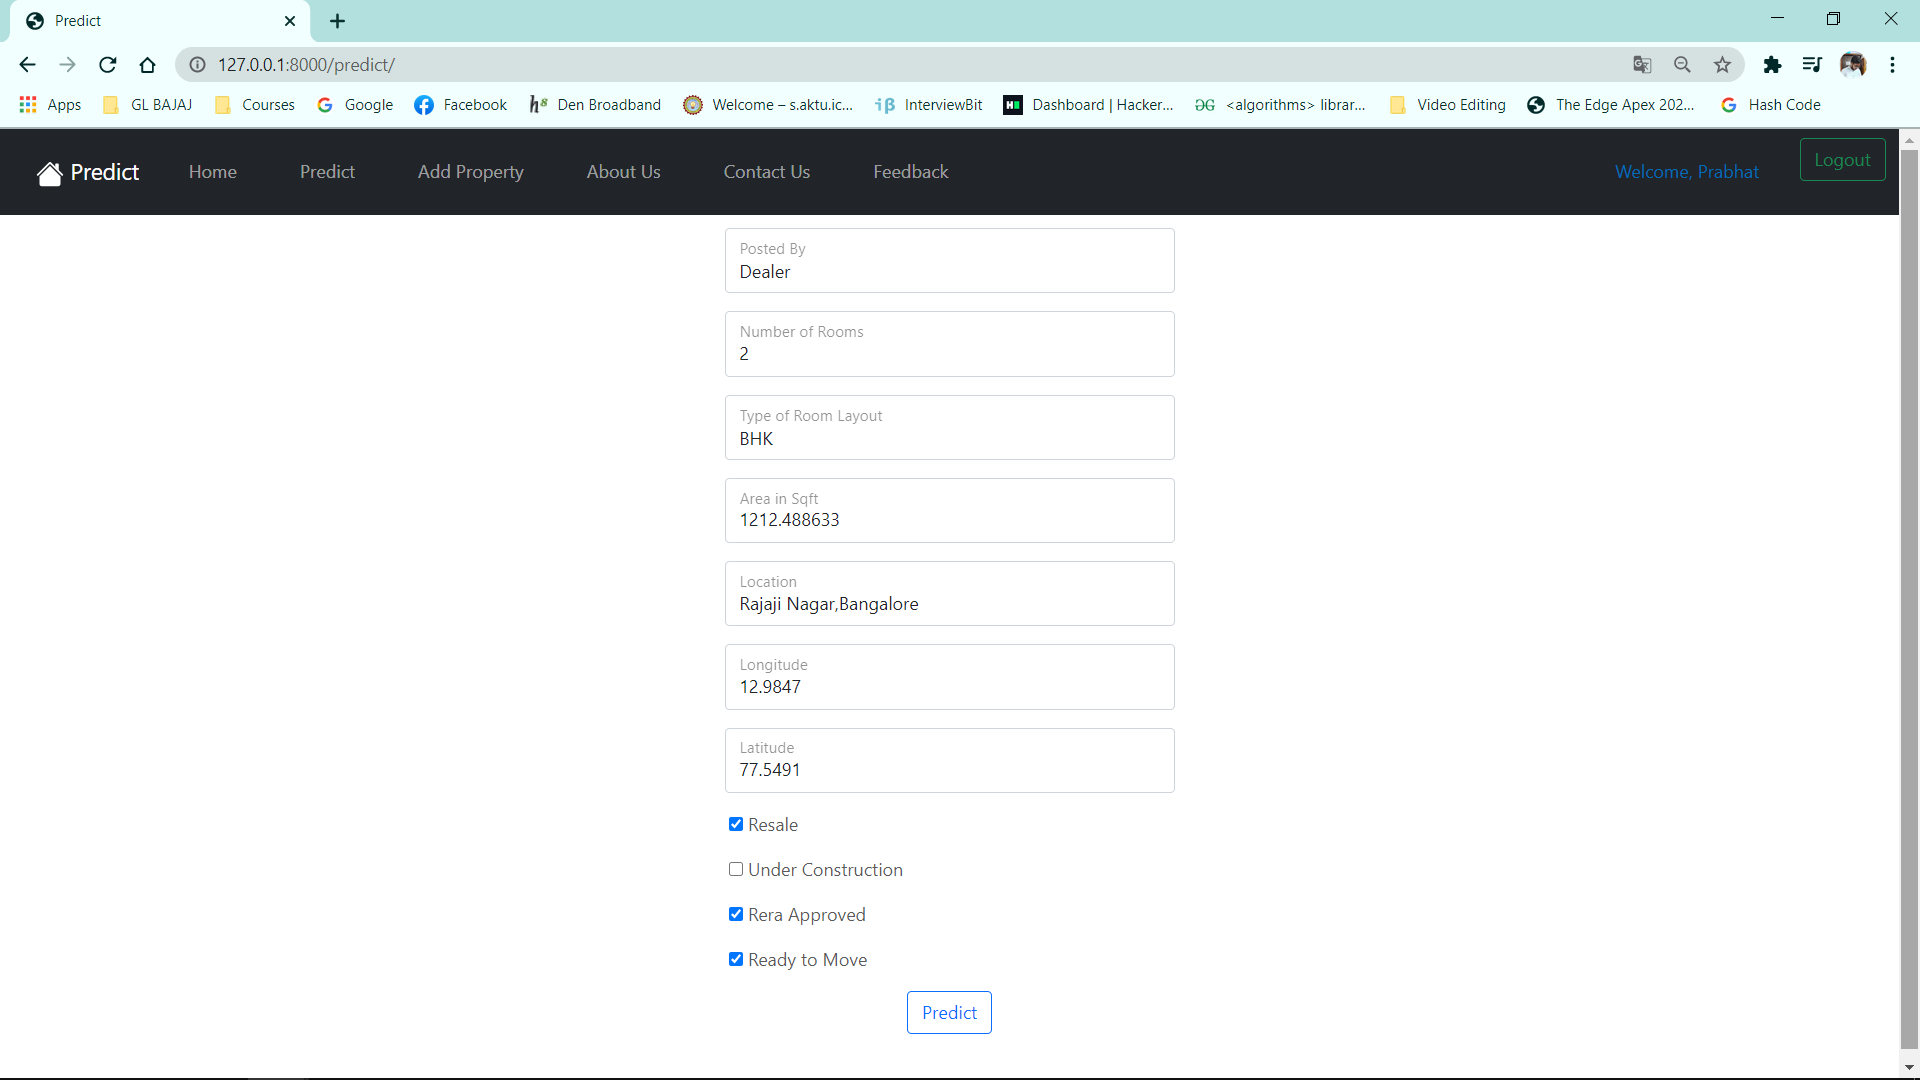 Predict
127.0.0.1:8000/predict/
Apps GL BAJAJ Courses Google Facebook Den Broadband Welcome – s.aktu.ic... InterviewBit Dashboard | Hacker... <algorithms> librar... Video Editing The Edge Apex 202... Hash Code
Predict Home Predict Add Property About Us Contact Us Feedback Welcome, Prabhat Logout
Posted By
Dealer
Number of Rooms
2
Type of Room Layout
BHK
Area in Sqft
1212.488633
Location
Rajaji Nagar,Bangalore
Longitude
12.9847
Latitude
77.5491
Resale
Under Construction
Rera Approved
Ready to Move
Predict